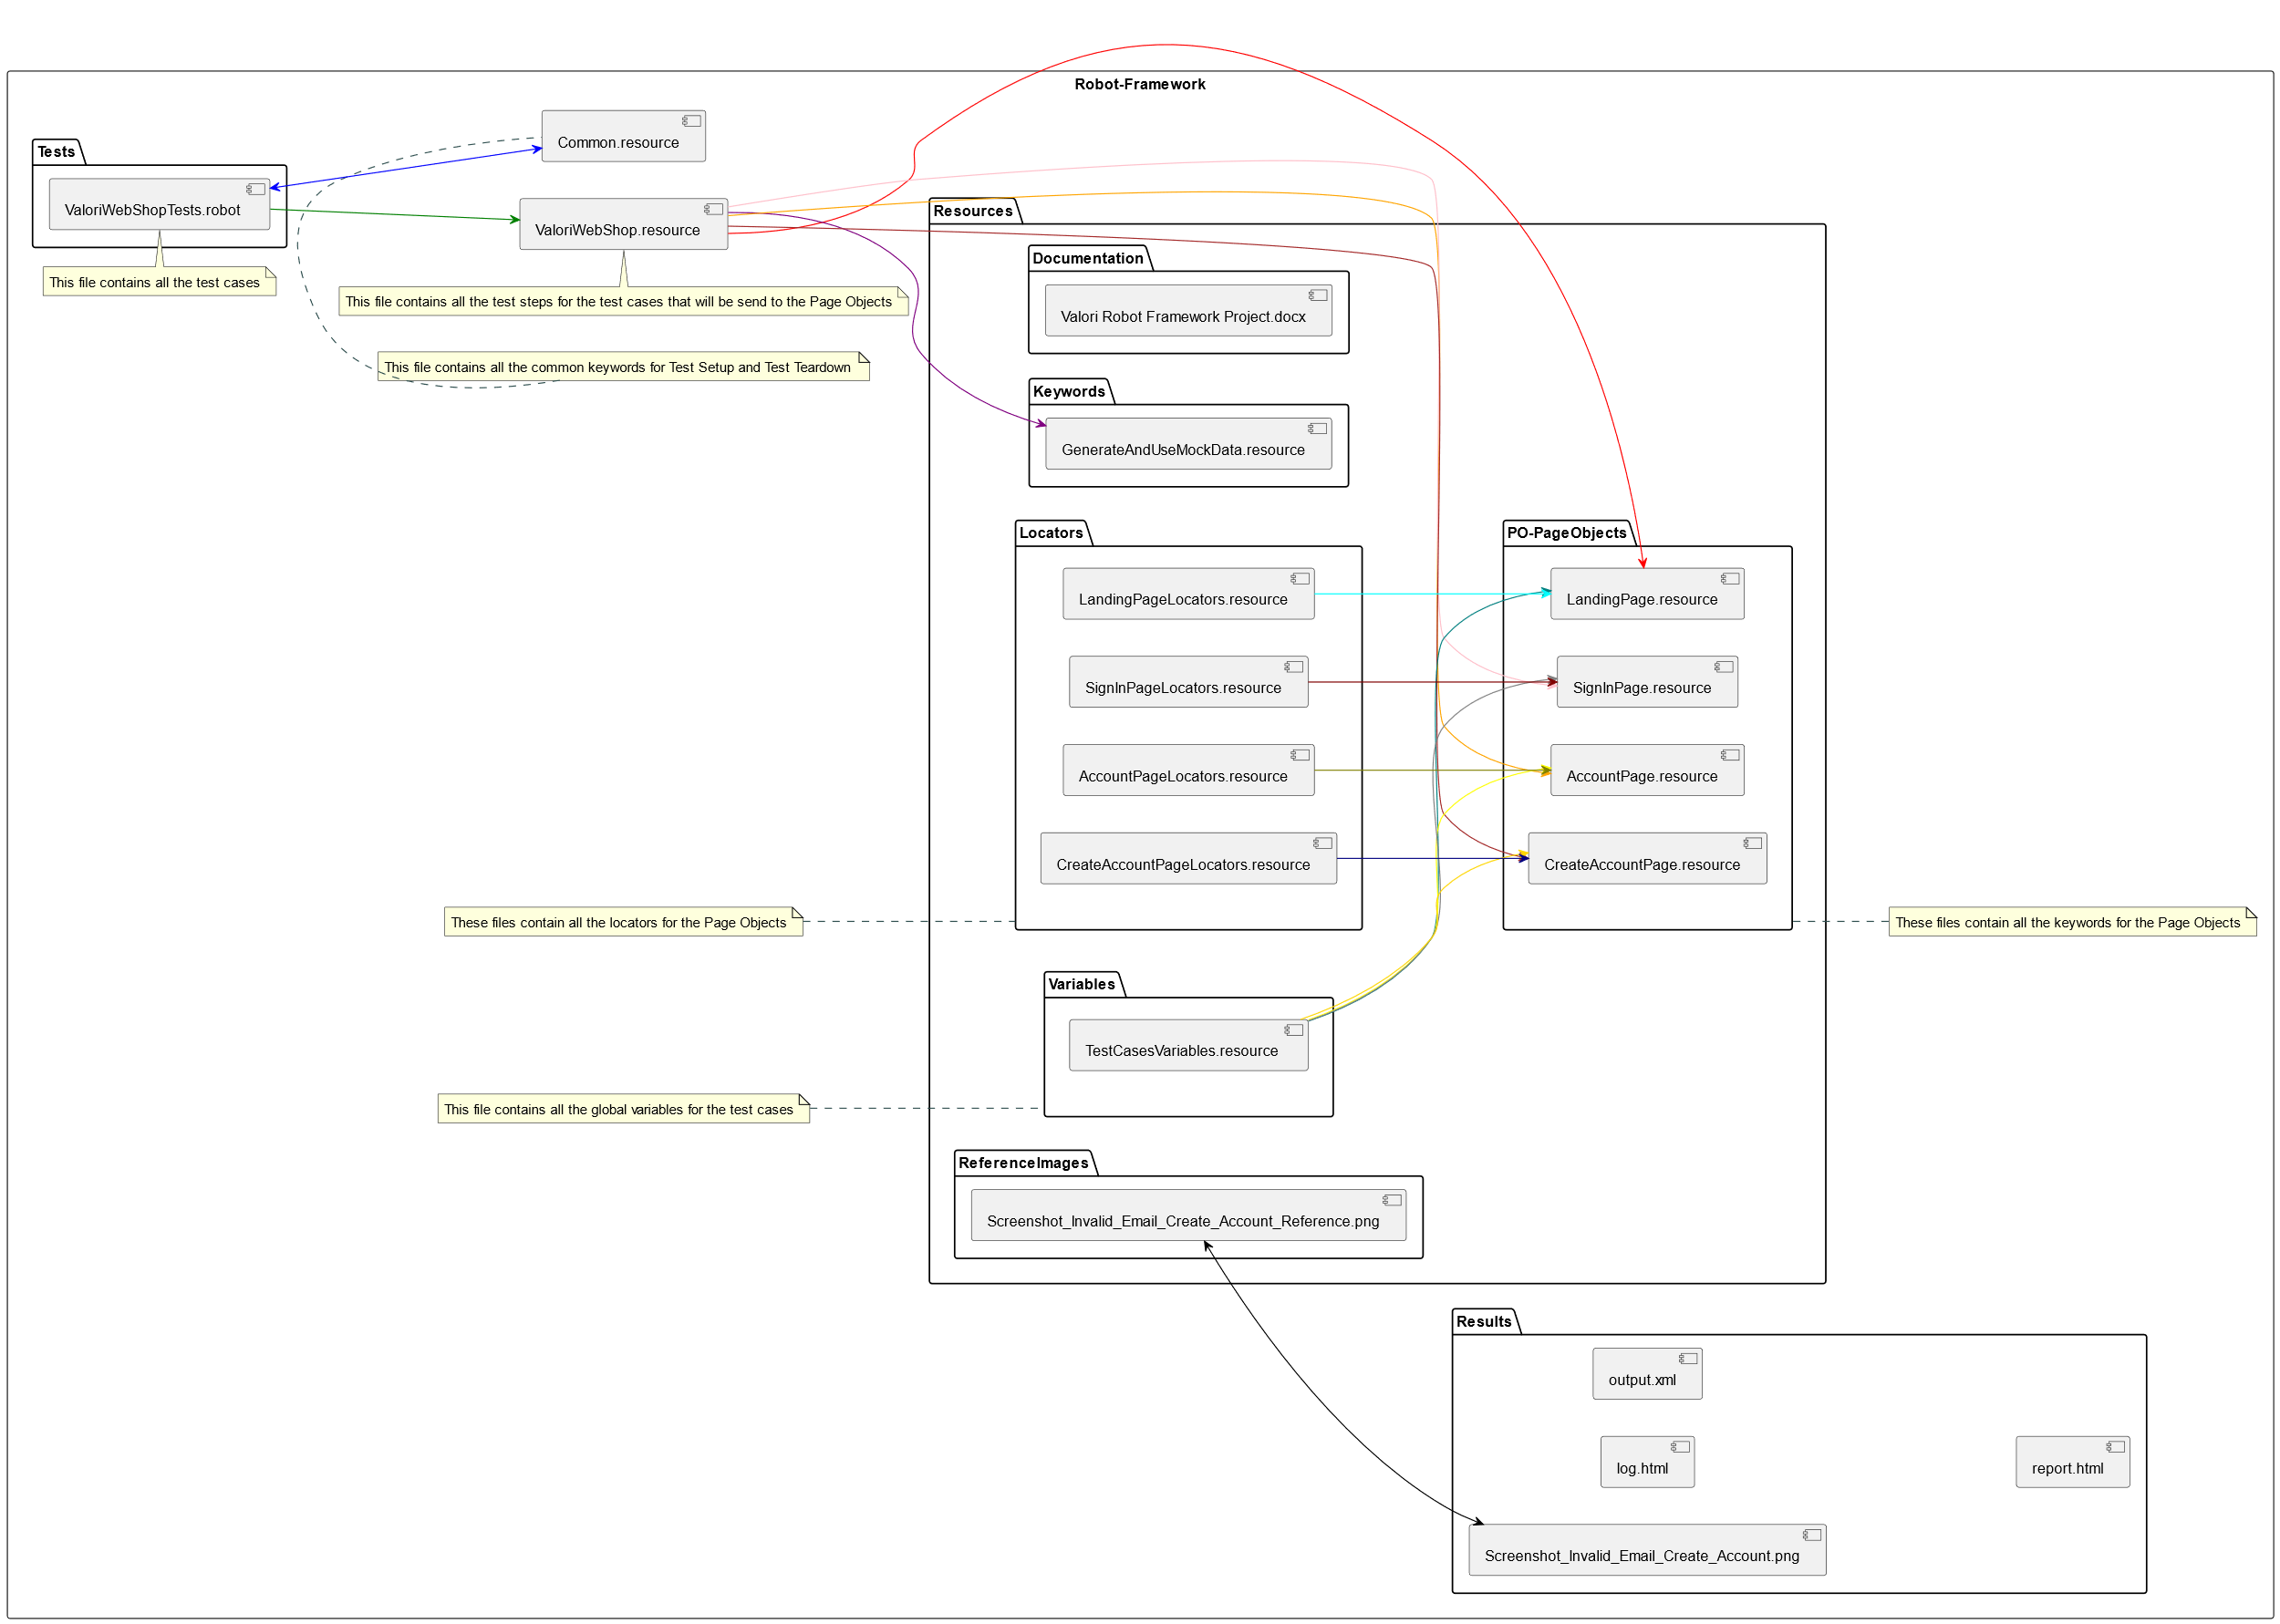 Robot-Framework
Tests
ValoriWebShopTests.robot
This file contains all the test cases
Common.resource
ValoriWebShop.resource
This file contains all the test steps for the test cases that will be send to the Page Objects
This file contains all the common keywords for Test Setup and Test Teardown
Resources
Documentation
Valori Robot Framework Project.docx
Keywords
GenerateAndUseMockData.resource
Locators
LandingPageLocators.resource
SignInPageLocators.resource
AccountPageLocators.resource
CreateAccountPageLocators.resource
These files contain all the locators for the Page Objects
PO-PageObjects
LandingPage.resource
SignInPage.resource
AccountPage.resource
CreateAccountPage.resource
These files contain all the keywords for the Page Objects
Variables
TestCasesVariables.resource
This file contains all the global variables for the test cases
ReferenceImages
Screenshot_Invalid_Email_Create_Account_Reference.png
Results
output.xml
log.html
report.html
Screenshot_Invalid_Email_Create_Account.png